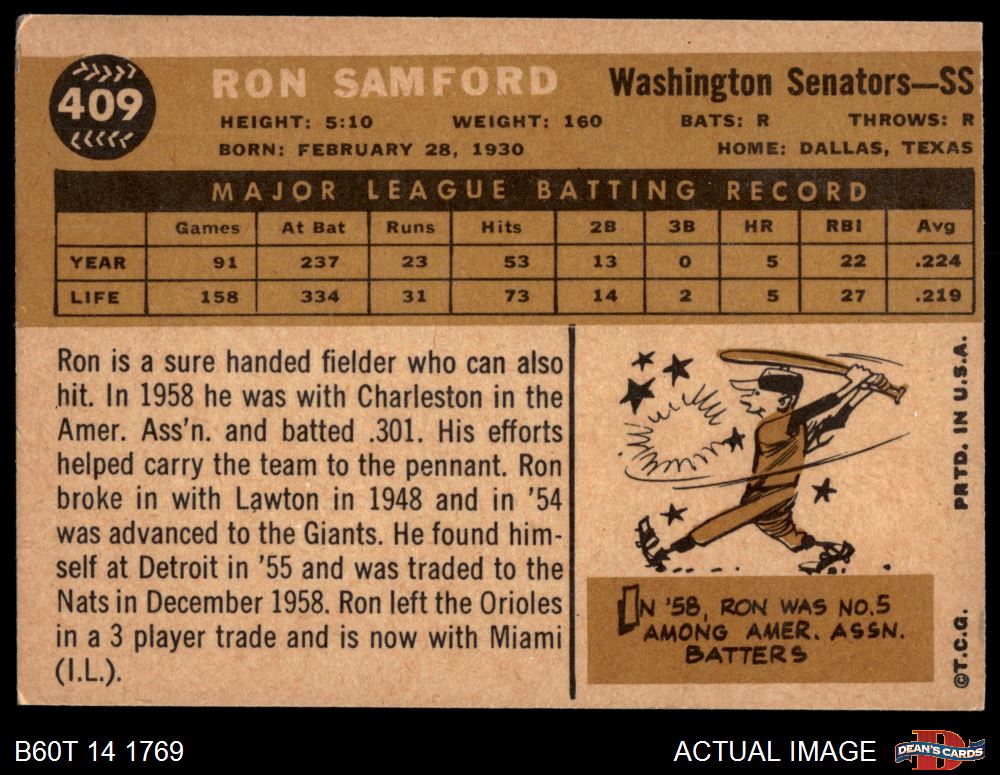 409
RON SAMFORD
Washington Senators—SS
HEIGHT: 5:10 WEIGHT: 160 BATS: R THROWS: R
BORN: FEBRUARY 28, 1930 HOME: DALLAS, TEXAS
MAJOR LEAGUE BATTING RECORD
Games At Bat Runs Hits 2B 3B HR RBI Avg
YEAR 91 237 23 53 13 0 5 22 .224
LIFE 158 334 31 73 14 2 5 27 .219
Ron is a sure handed fielder who can also
hit. In 1958 he was with Charleston in the
Amer. Ass'n. and batted .301. His efforts
helped carry the team to the pennant. Ron
broke in with Lawton in 1948 and in '54
was advanced to the Giants. He found him-
self at Detroit in '55 and was traded to the
Nats in December 1958. Ron left the Orioles
in a 3 player trade and is now with Miami
(I.L.).
IN '58, RON WAS NO.5
AMONG AMER. ASSN.
BATTERS
©T.C.G. PRTD. IN U.S.A.
B60T 14 1769
ACTUAL IMAGE
DEAN'S CARDS